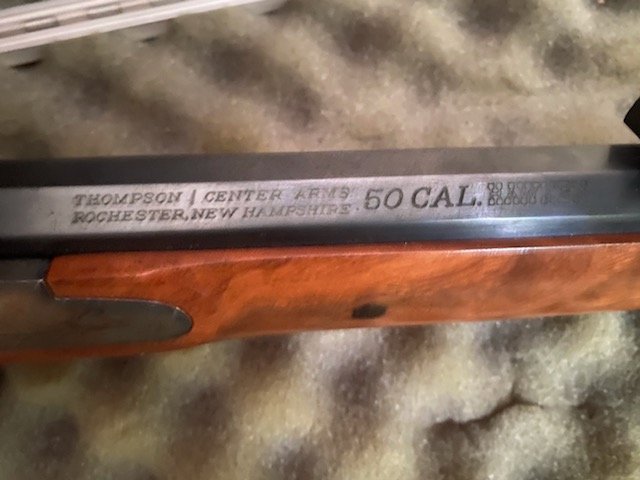 THOMPSON / CENTER ARMS
ROCHESTER, NEW HAMPSHIRE
50 CAL.